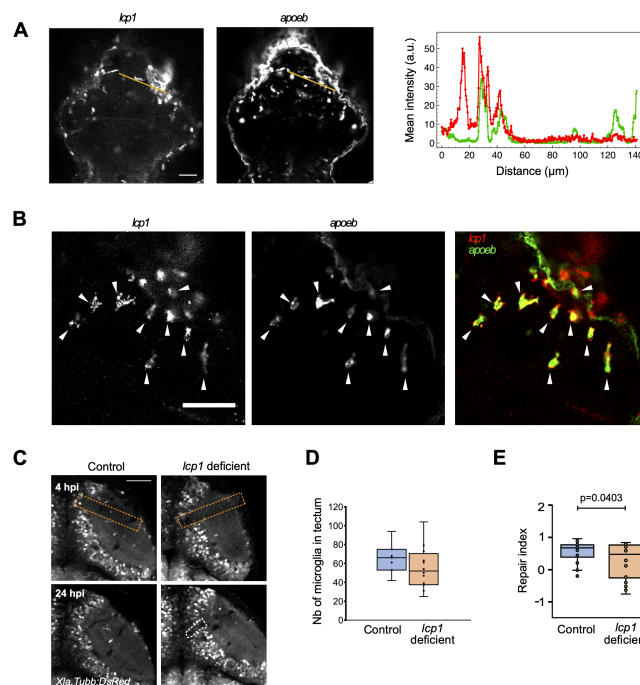 A
lcp1
apoeb
Mean intensity (a.u.)
50
40
30
20
10
0
0
20
40
60
80
100
120
140
Distance (µm)
B
lcp1
apoeb
lcp1
apoeb
C
Control
lcp1 deficient
4 hpi
24 hpi
Xla.Tubb:DsRed
D
Nb of microglia in tectum
120
100
80
60
40
20
0
Control
lcp1
deficient
E
p=0.0403
Repair index
1
0
-1
Control
lcp1
deficient